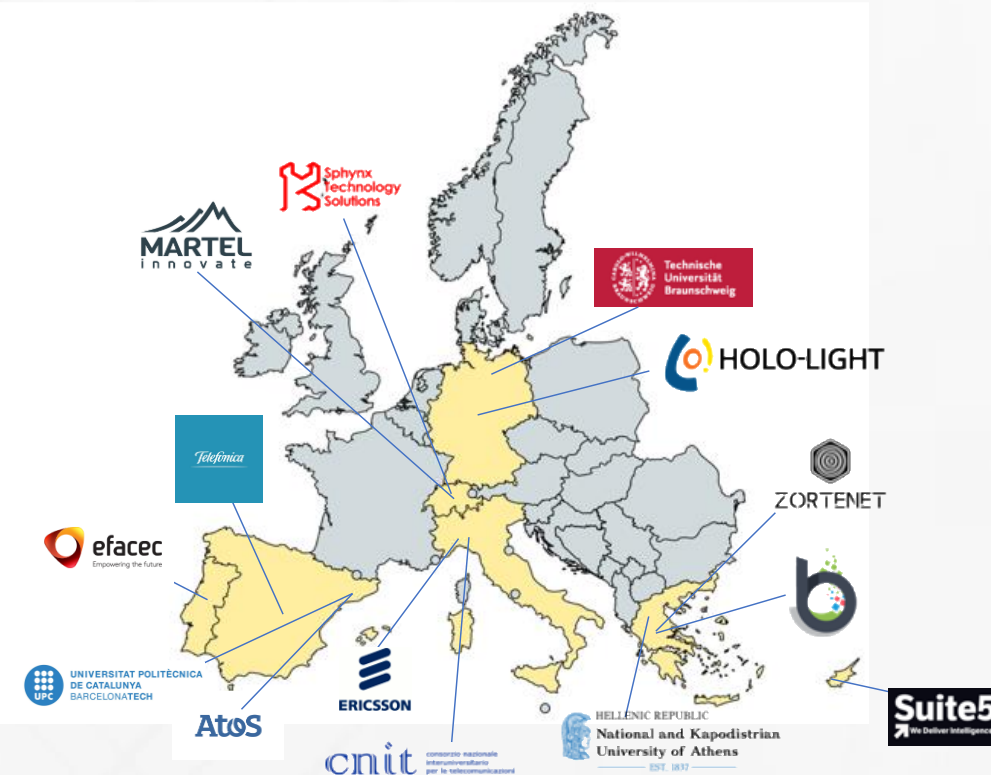 Sphynx
Technology
Solutions
MARTEL
innovate
Technische
Universität
Braunschweig
HOLO-LIGHT
Telefónica
ZORTENET
efacec
Empowering the future
b
UNIVERSITAT POLITÈCNICA
DE CATALUNYA
BARCELONATECH
UPC
Atos
ERICSSON
cnit
consorzio nazionale
interuniversitario
per le telecomunicazioni
HELLENIC REPUBLIC
National and Kapodistrian
University of Athens
EST. 1837
Suite5
We Deliver Intelligence